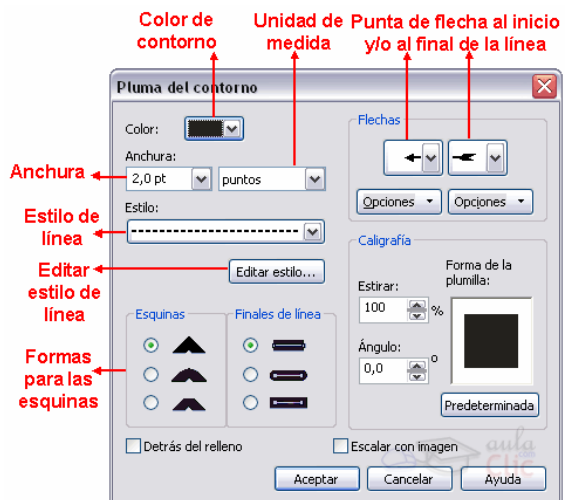 Color de
contorno
Unidad de
medida
Punta de flecha al inicio
y/o al final de la línea
Pluma del contorno
Color:
Anchura:
Anchura
2,0 pt
puntos
Estilo:
Estilo de
línea
Editar
estilo de
línea
Editar estilo...
Esquinas
Finales de línea
Formas
para las
esquinas
Flechas
Opciones
Opciones
Caligrafía
Estirar:
100
%
Ángulo:
0,0
º
Forma de la
plumilla:
Predeterminada
Detrás del relleno
Escalar con imagen
Aceptar
Cancelar
Ayuda
aula
Clic
.com